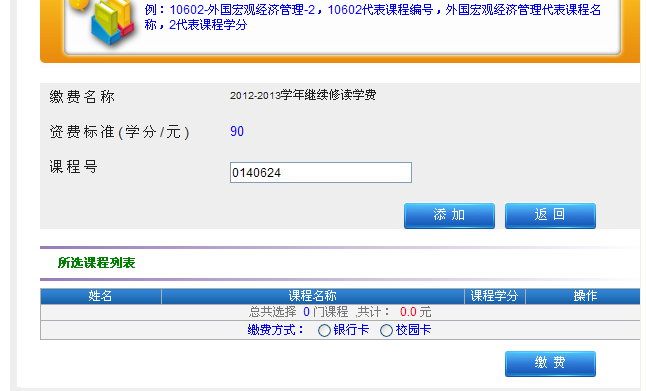 例：10602-外国宏观经济管理-2，10602代表课程编号，外国宏观经济管理代表课程名
称，2代表课程学分
缴费名称 2012-2013学年继续修读学费
资费标准(学分/元) 90
课程号 0140624
添 加 返 回
所选课程列表
姓名 课程名称 课程学分 操作
总共选择 0 门课程 ,共计： 0.0 元
缴费方式： 银行卡 校园卡
缴 费